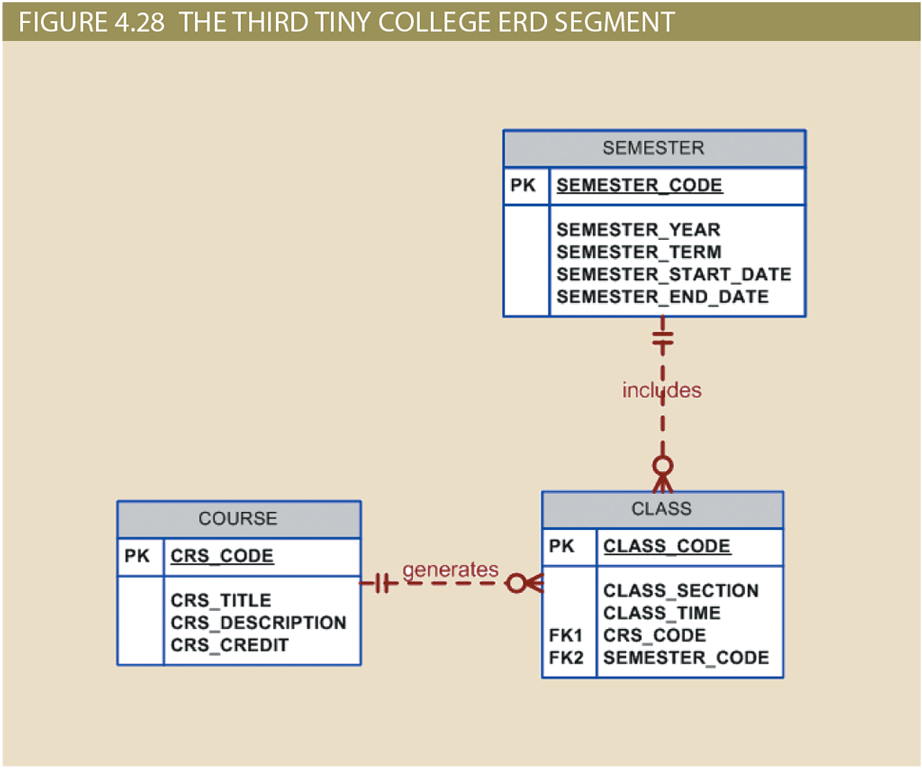 FIGURE 4.28 THE THIRD TINY COLLEGE ERD SEGMENT
SEMESTER
PK SEMESTER_CODE
SEMESTER_YEAR
SEMESTER_TERM
SEMESTER_START_DATE
SEMESTER_END_DATE
includes
COURSE
PK CRS_CODE
CRS_TITLE
CRS_DESCRIPTION
CRS_CREDIT
generates
CLASS
PK CLASS_CODE
CLASS_SECTION
CLASS_TIME
FK1 CRS_CODE
FK2 SEMESTER_CODE